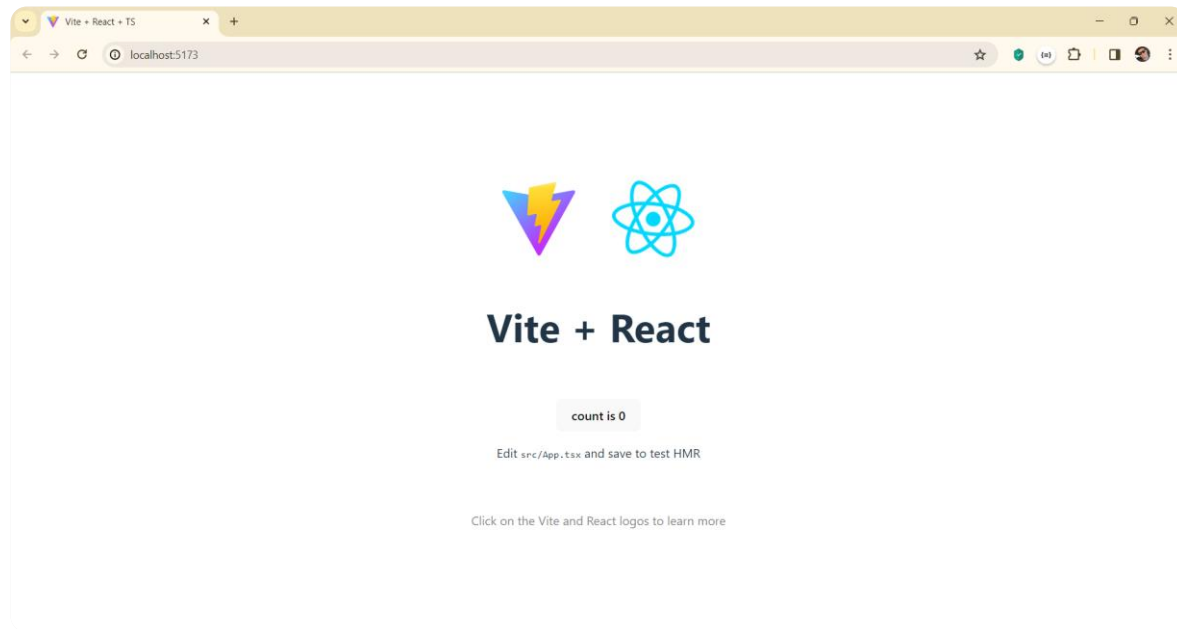 Vite + React + TS
localhost:5173
Vite + React
count is 0
Edit src/App.tsx and save to test HMR
Click on the Vite and React logos to learn more